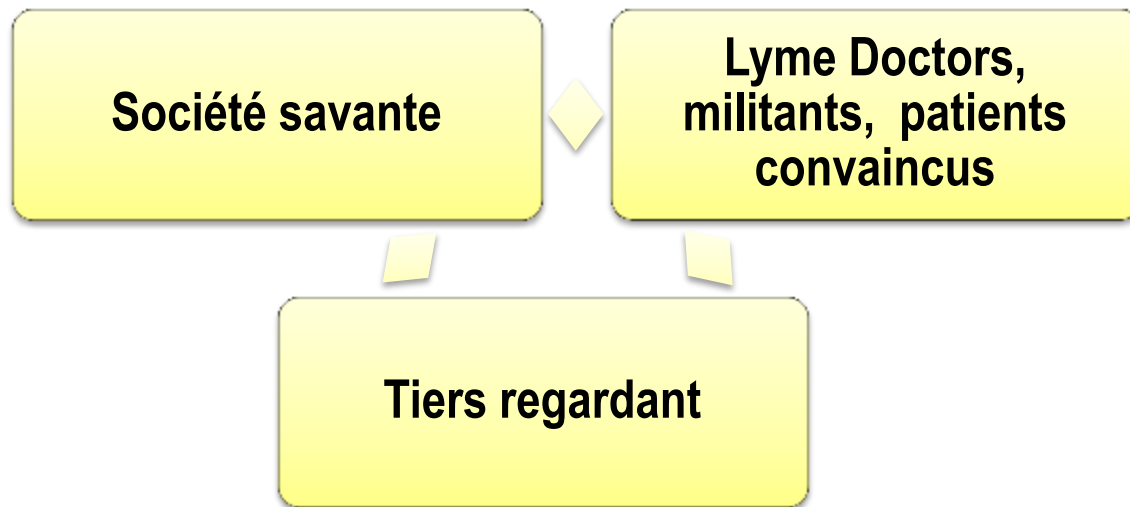 Société savante
Lyme Doctors,
militants, patients
convaincus
Tiers regardant